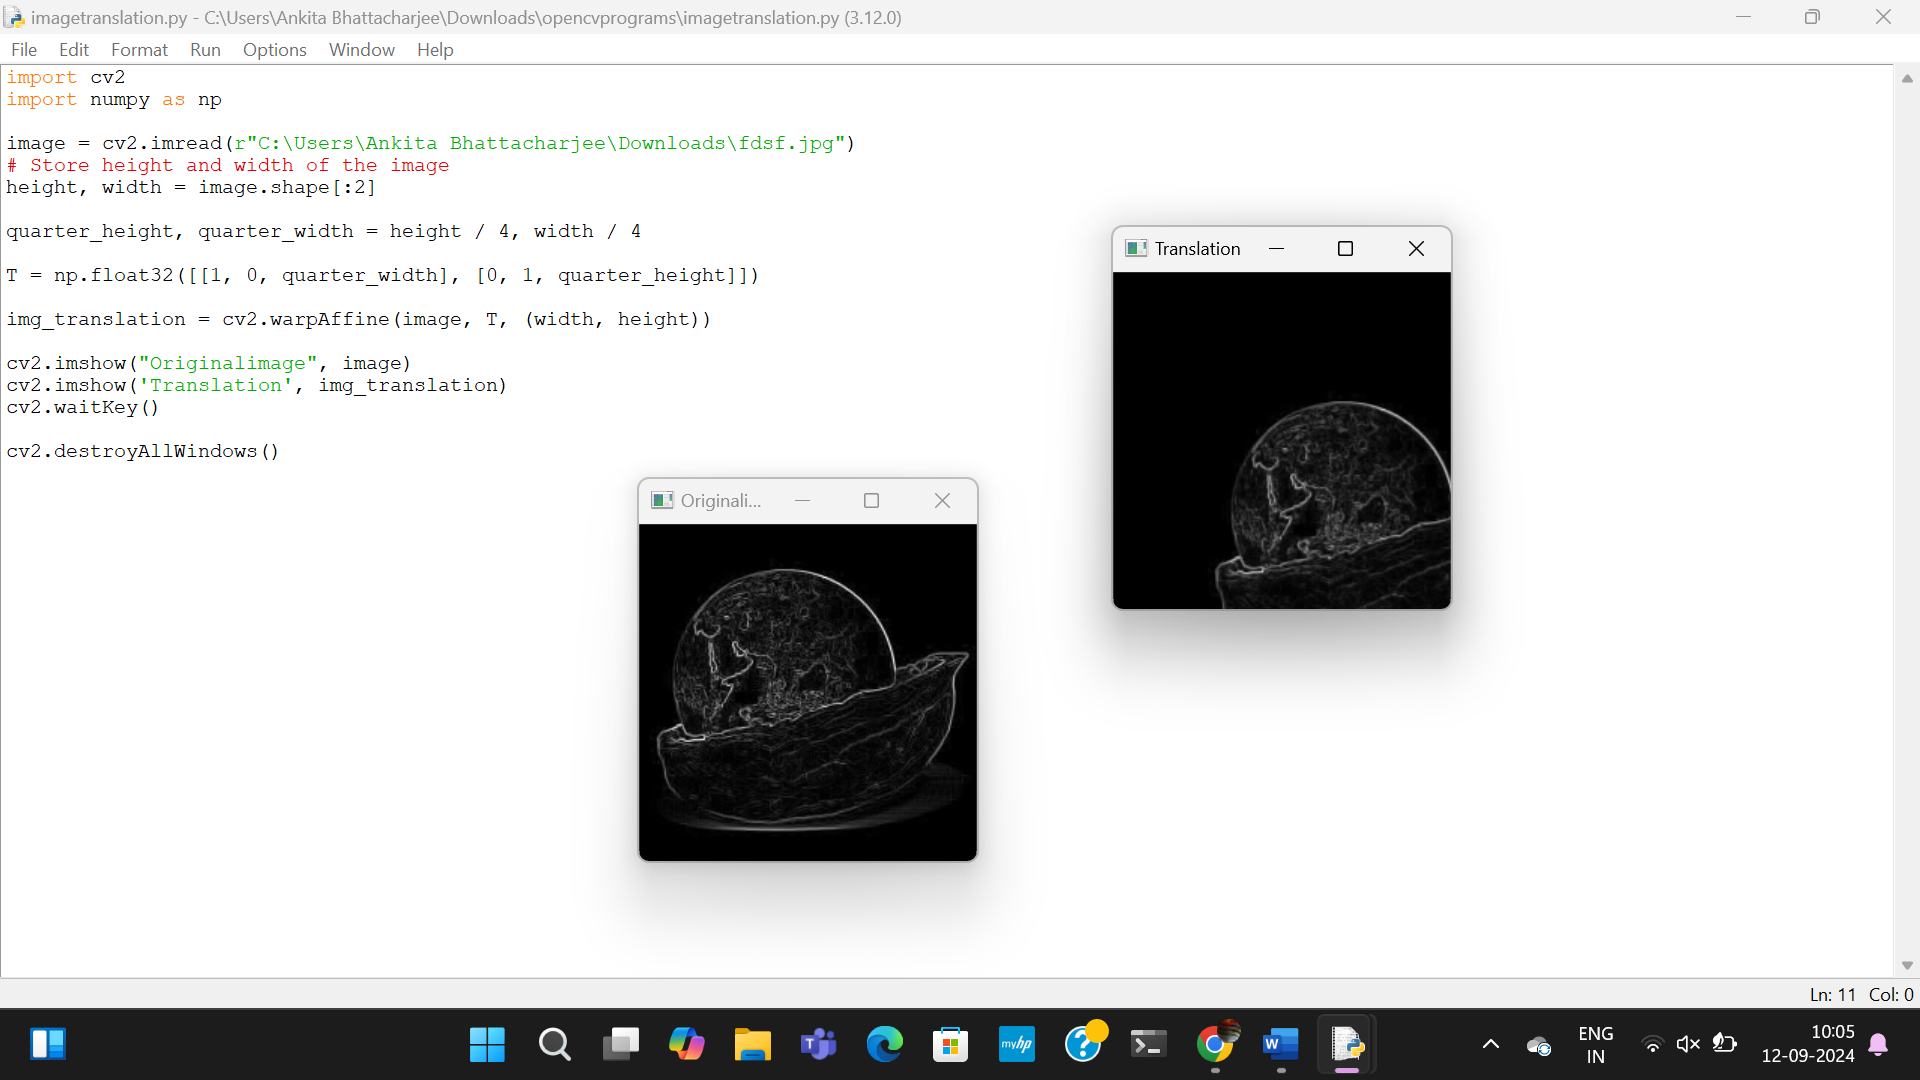 imagetranslation.py - C:\Users\Ankita Bhattacharjee\Downloads\opencvprograms\imagetranslation.py (3.12.0)
File Edit Format Run Options Window Help
import cv2
import numpy as np
image = cv2.imread(r"C:\Users\Ankita Bhattacharjee\Downloads\fdsf.jpg")
# Store height and width of the image
height, width = image.shape[:2]
quarter_height, quarter_width = height / 4, width / 4
T = np.float32([[1, 0, quarter_width], [0, 1, quarter_height]])
img_translation = cv2.warpAffine(image, T, (width, height))
cv2.imshow("Originalimage", image)
cv2.imshow('Translation', img_translation)
cv2.waitKey()
cv2.destroyAllWindows()
Translation
Originali...
Ln: 11 Col: 0
T
myhp
?
W
ENG
IN
10:05
12-09-2024